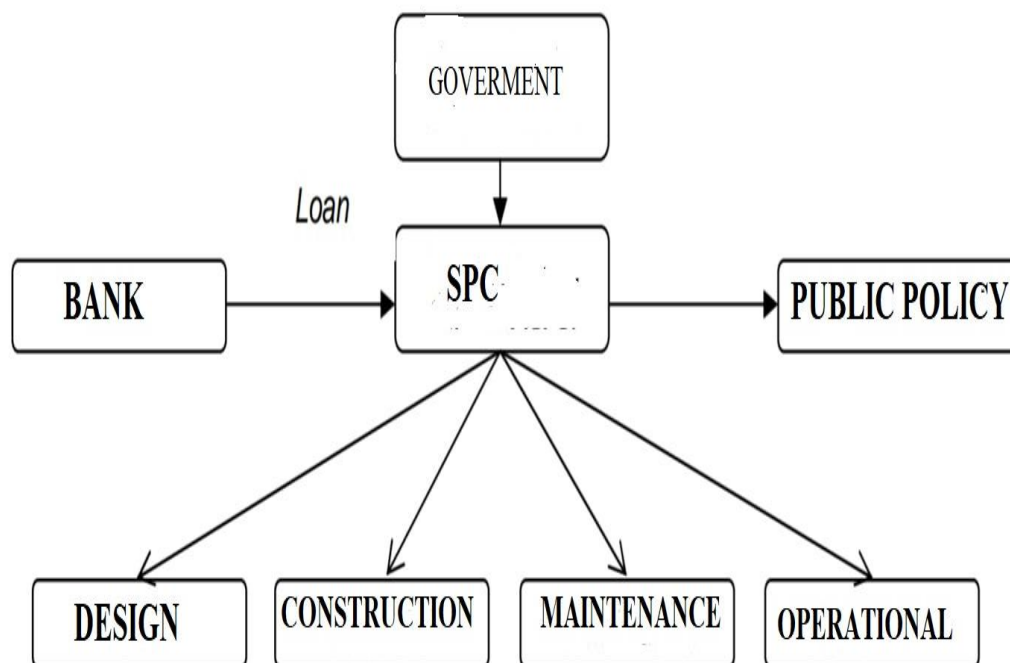 GOVERMENT
Loan
BANK
SPC
PUBLIC POLICY
DESIGN
CONSTRUCTION
MAINTENANCE
OPERATIONAL